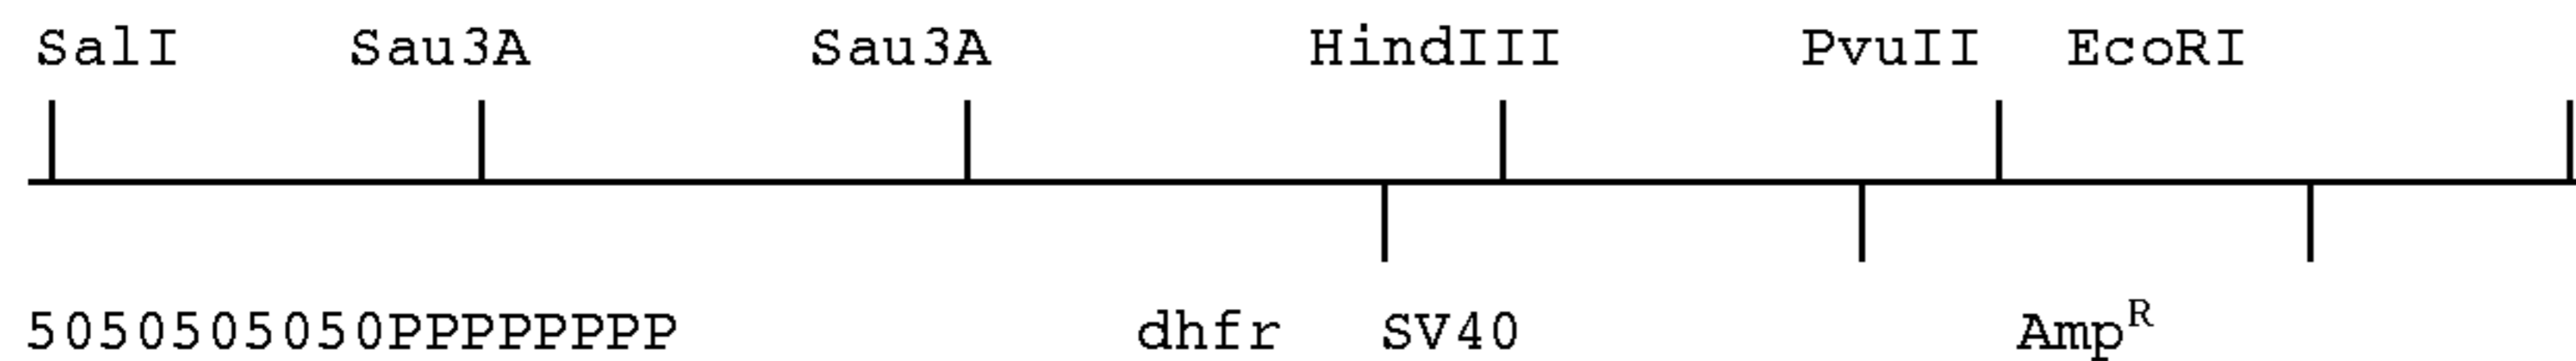 SalI Sau3A Sau3A HindIII PvuII EcoRI
5050505050PPPPPPPP dhfr SV40 Amp^R